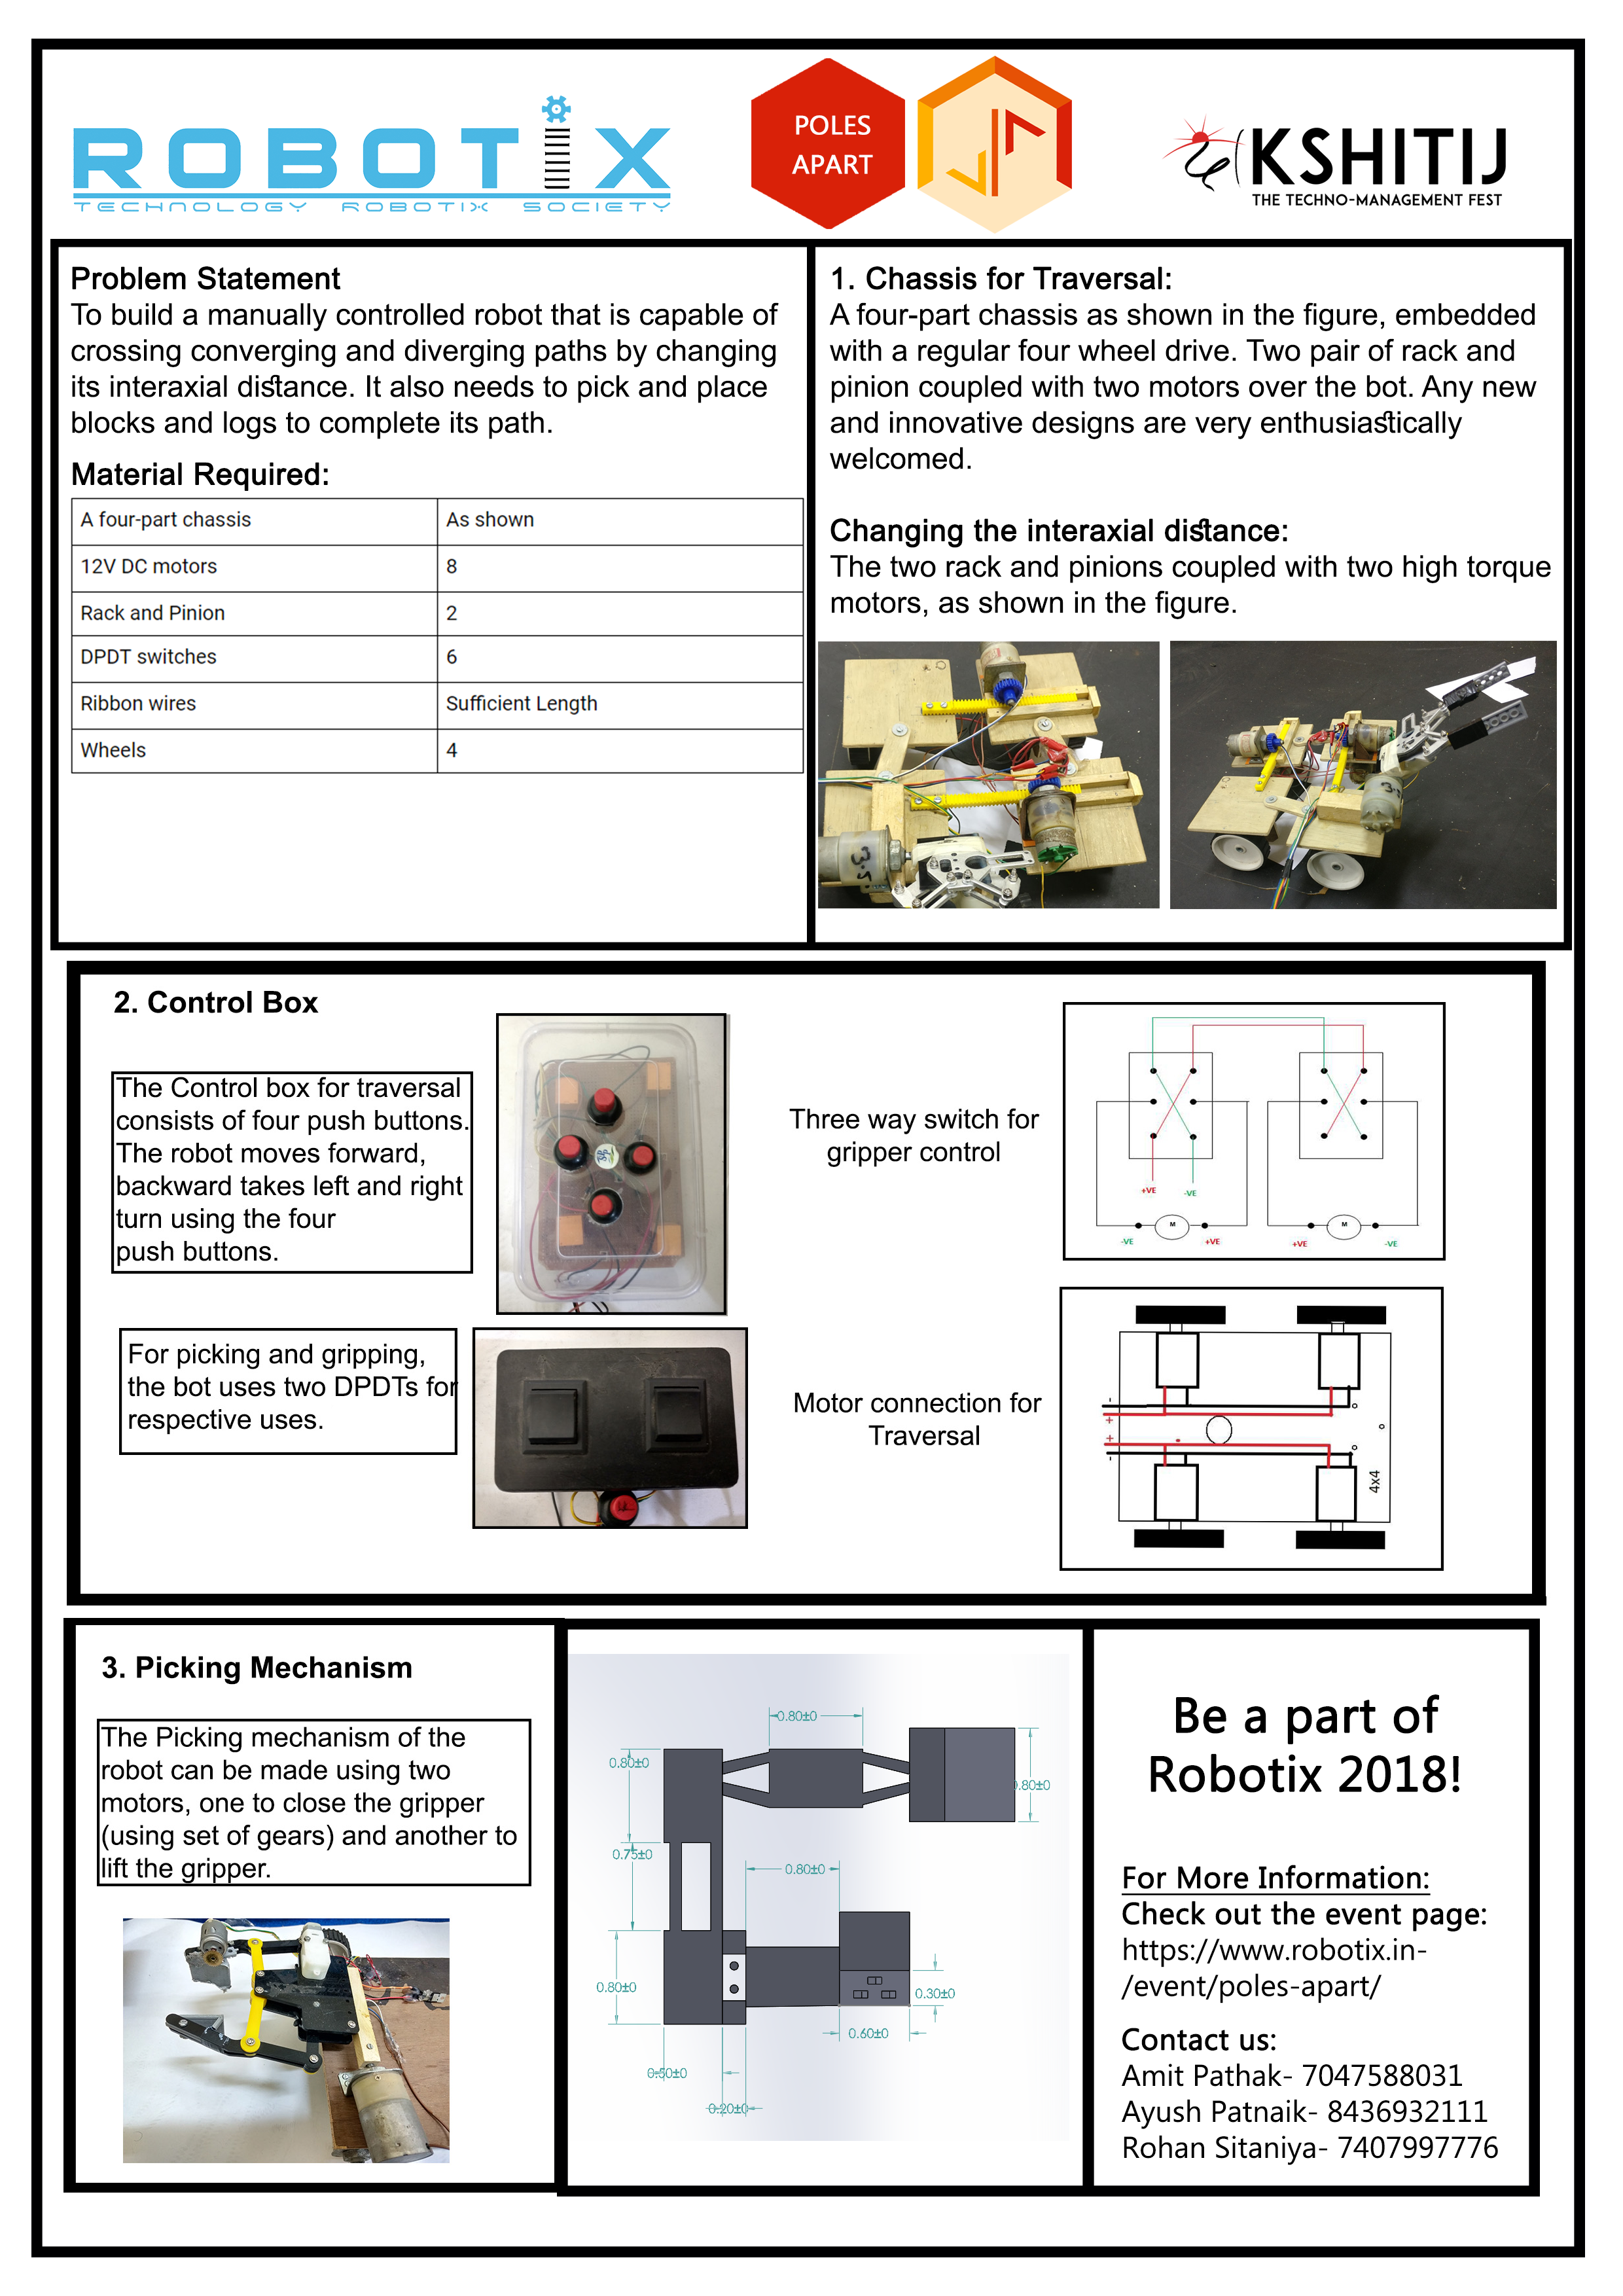 ROBOTIX
TECHNOLOGY ROBOTIX SOCIETY
POLES
APART
KSHITIJ
THE TECHNO-MANAGEMENT FEST
Problem Statement
To build a manually controlled robot that is capable of
crossing converging and diverging paths by changing
its interaxial distance. It also needs to pick and place
blocks and logs to complete its path.
Material Required:
A four-part chassis As shown
12V DC motors 8
Rack and Pinion 2
DPDT switches 6
Ribbon wires Sufficient Length
Wheels 4
1. Chassis for Traversal:
A four-part chassis as shown in the figure, embedded
with a regular four wheel drive. Two pair of rack and
pinion coupled with two motors over the bot. Any new
and innovative designs are very enthusiastically
welcomed.
Changing the interaxial distance:
The two rack and pinions coupled with two high torque
motors, as shown in the figure.
3.5
2. Control Box
The Control box for traversal
consists of four push buttons.
The robot moves forward,
backward takes left and right
turn using the four
push buttons.
Three way switch for
gripper control
+VE -VE
M M
-VE +VE +VE -VE
For picking and gripping,
the bot uses two DPDTs for
respective uses.
Motor connection for
Traversal
-
+
+
-
4x4
3. Picking Mechanism
The Picking mechanism of the
robot can be made using two
motors, one to close the gripper
(using set of gears) and another to
lift the gripper.
0.80±0
0.80±0
0.80±0
0.75±0
0.80±0
0.80±0
0.30±0
0.60±0
0.50±0
0.20±0
Be a part of
Robotix 2018!
For More Information:
Check out the event page:
https://www.robotix.in-
/event/poles-apart/
Contact us:
Amit Pathak- 7047588031
Ayush Patnaik- 8436932111
Rohan Sitaniya- 7407997776